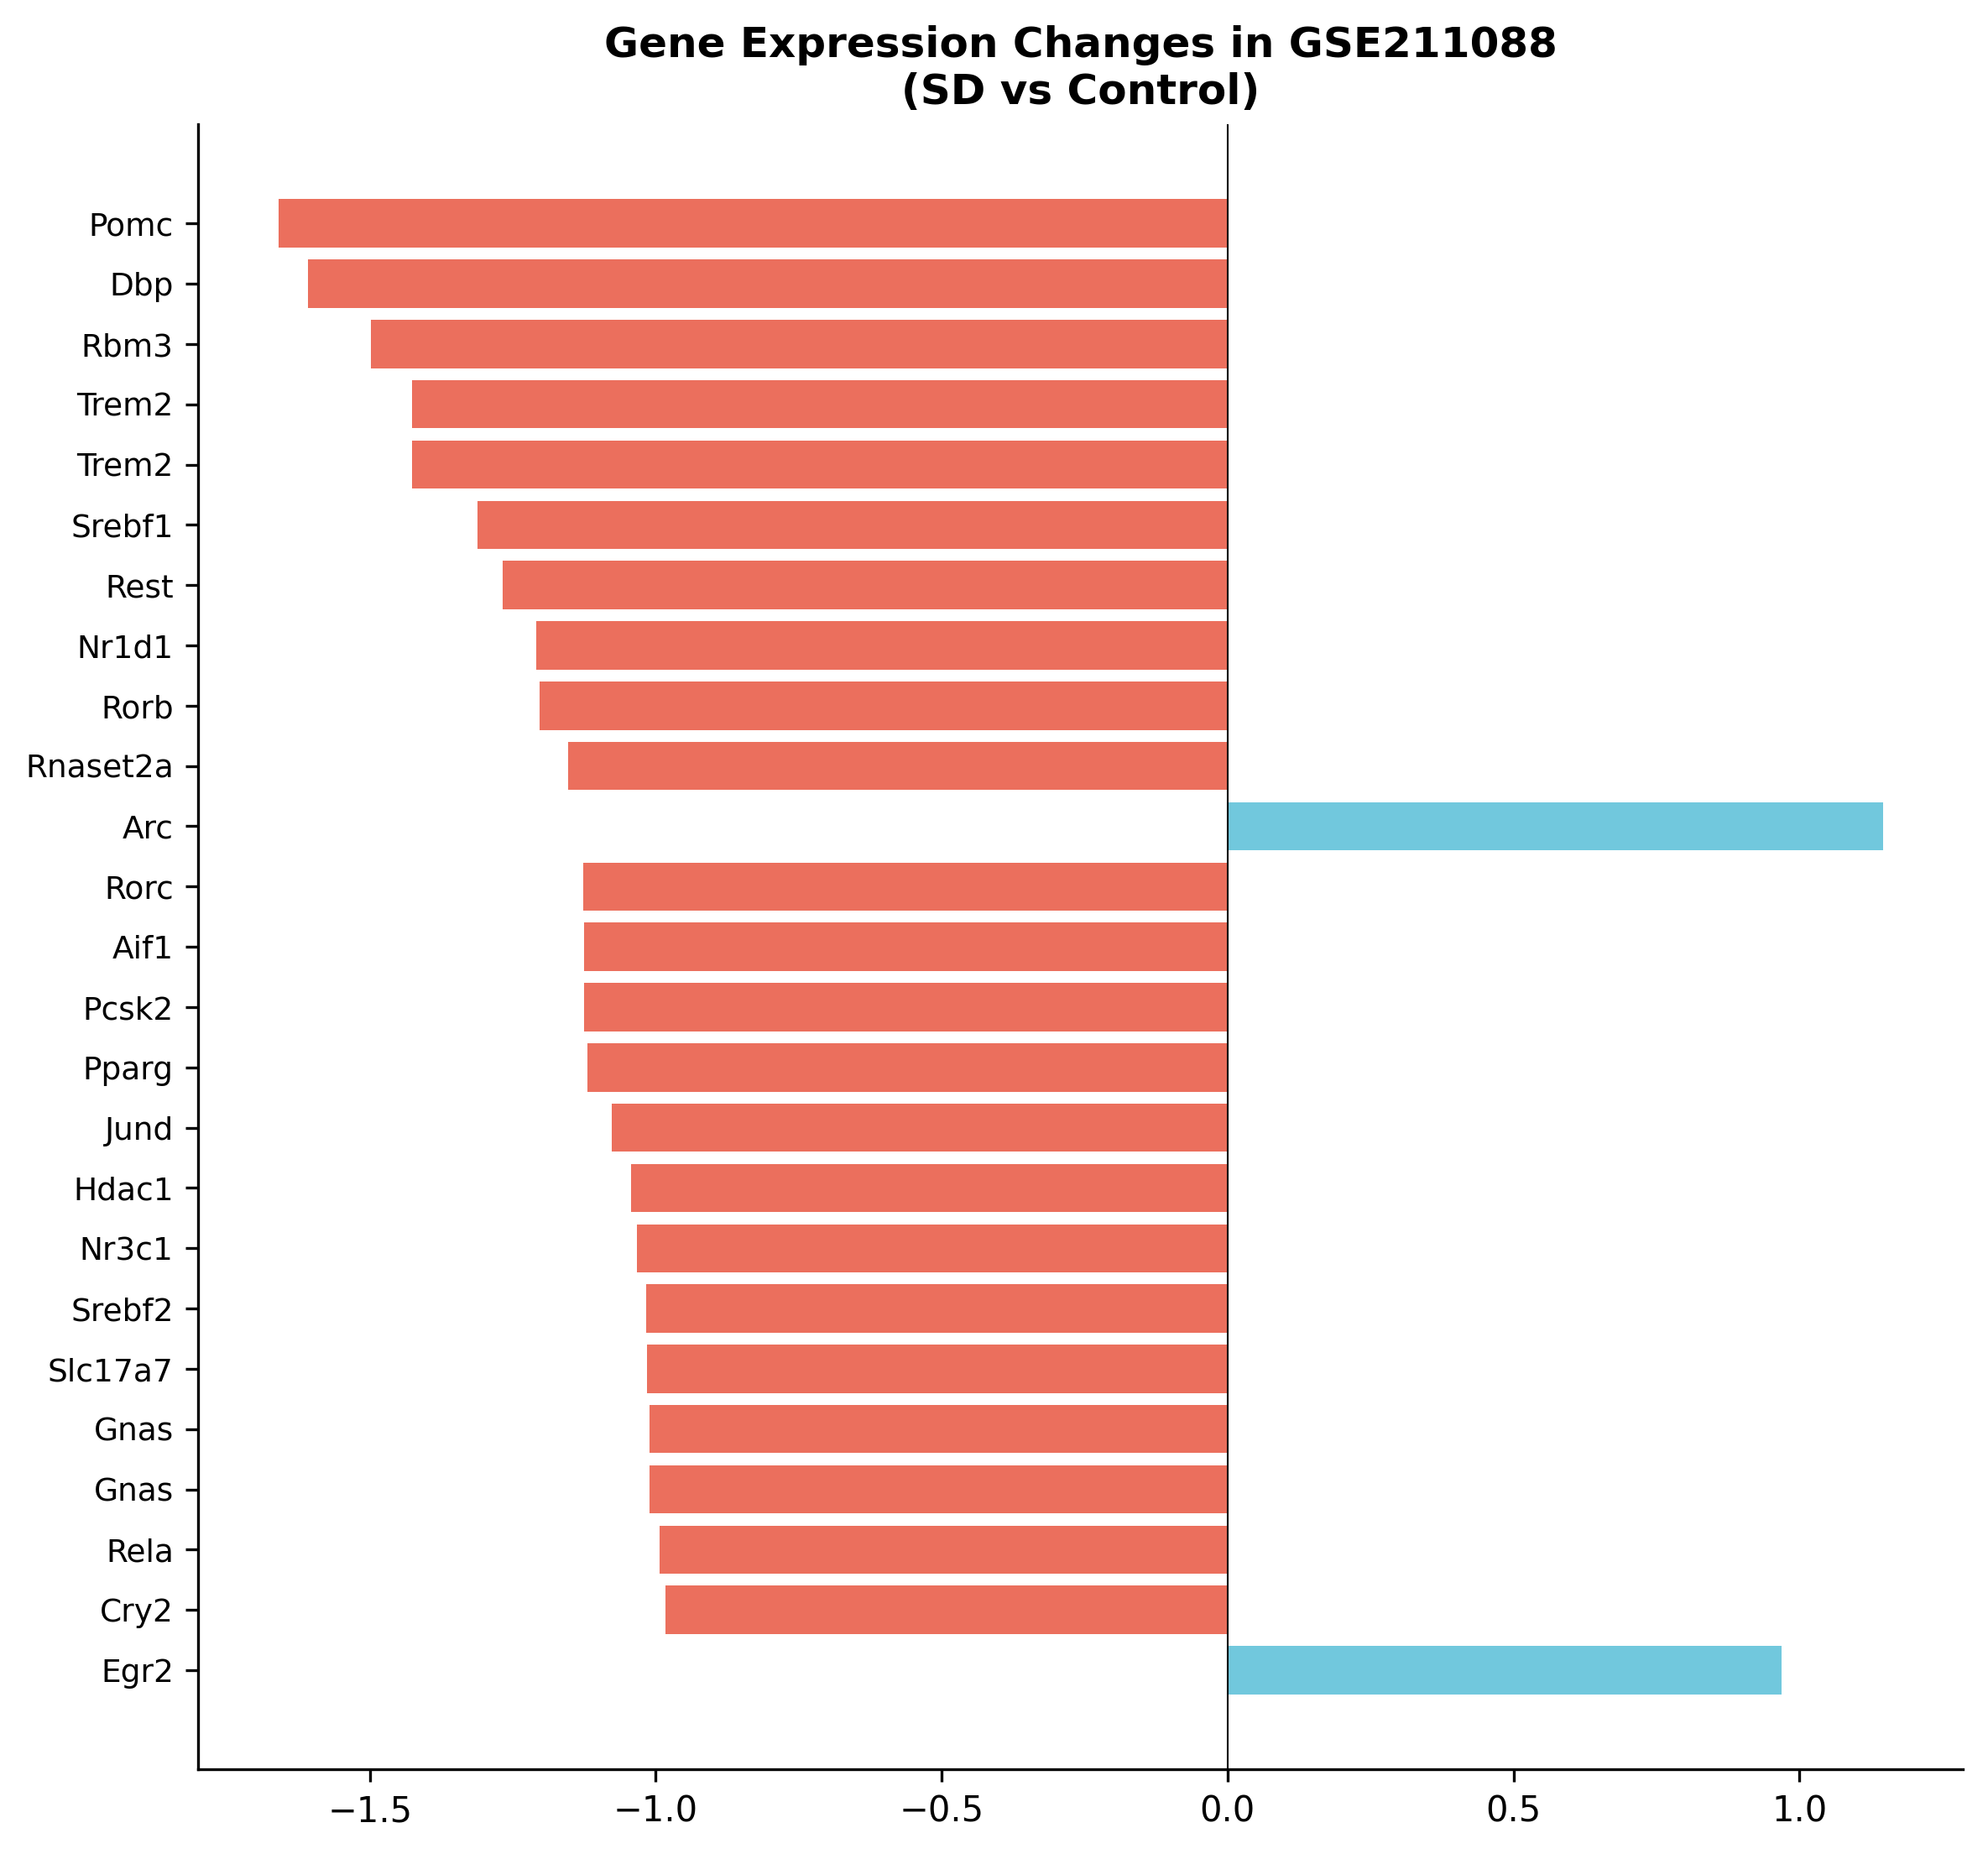 Gene Expression Changes in GSE211088
(SD vs Control)
Pomc
Dbp
Rbm3
Trem2
Trem2
Srebf1
Rest
Nr1d1
Rorb
Rnaset2a
Arc
Rorc
Aif1
Pcsk2
Pparg
Jund
Hdac1
Nr3c1
Srebf2
Slc17a7
Gnas
Gnas
Rela
Cry2
Egr2
−1.5 −1.0 −0.5 0.0 0.5 1.0